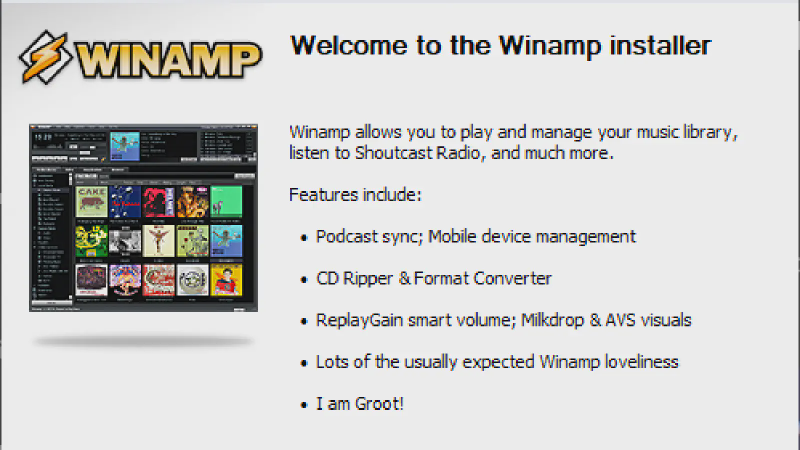 WINAMP
Welcome to the Winamp installer
Winamp allows you to play and manage your music library,
listen to Shoutcast Radio, and much more.
Features include:
• Podcast sync; Mobile device management
• CD Ripper & Format Converter
• ReplayGain smart volume; Milkdrop & AVS visuals
• Lots of the usually expected Winamp loveliness
• I am Groot!
CAKE